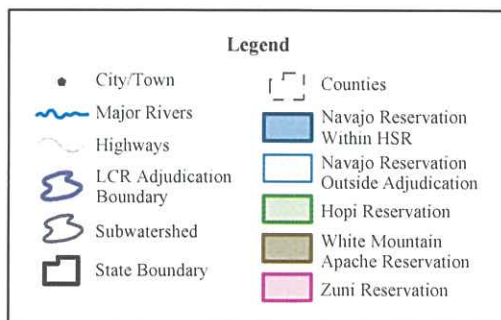 Legend
City/Town
Major Rivers
Highways
LCR Adjudication
Boundary
Subwatershed
State Boundary
Counties
Navajo Reservation
Within HSR
Navajo Reservation
Outside Adjudication
Hopi Reservation
White Mountain
Apache Reservation
Zuni Reservation